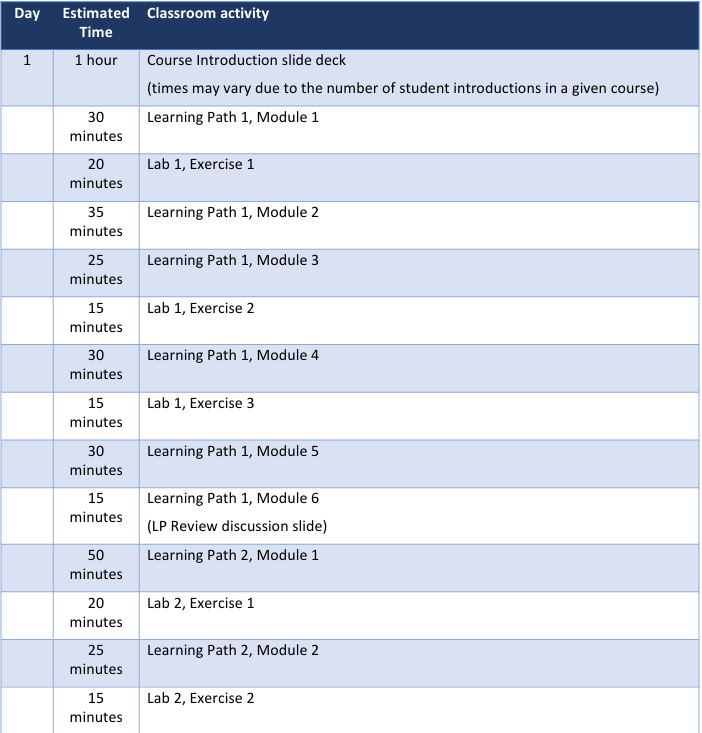 Day Estimated Time Classroom activity
1 1 hour Course Introduction slide deck
(times may vary due to the number of student introductions in a given course)
30 minutes Learning Path 1, Module 1
20 minutes Lab 1, Exercise 1
35 minutes Learning Path 1, Module 2
25 minutes Learning Path 1, Module 3
15 minutes Lab 1, Exercise 2
30 minutes Learning Path 1, Module 4
15 minutes Lab 1, Exercise 3
30 minutes Learning Path 1, Module 5
15 minutes Learning Path 1, Module 6
(LP Review discussion slide)
50 minutes Learning Path 2, Module 1
20 minutes Lab 2, Exercise 1
25 minutes Learning Path 2, Module 2
15 minutes Lab 2, Exercise 2